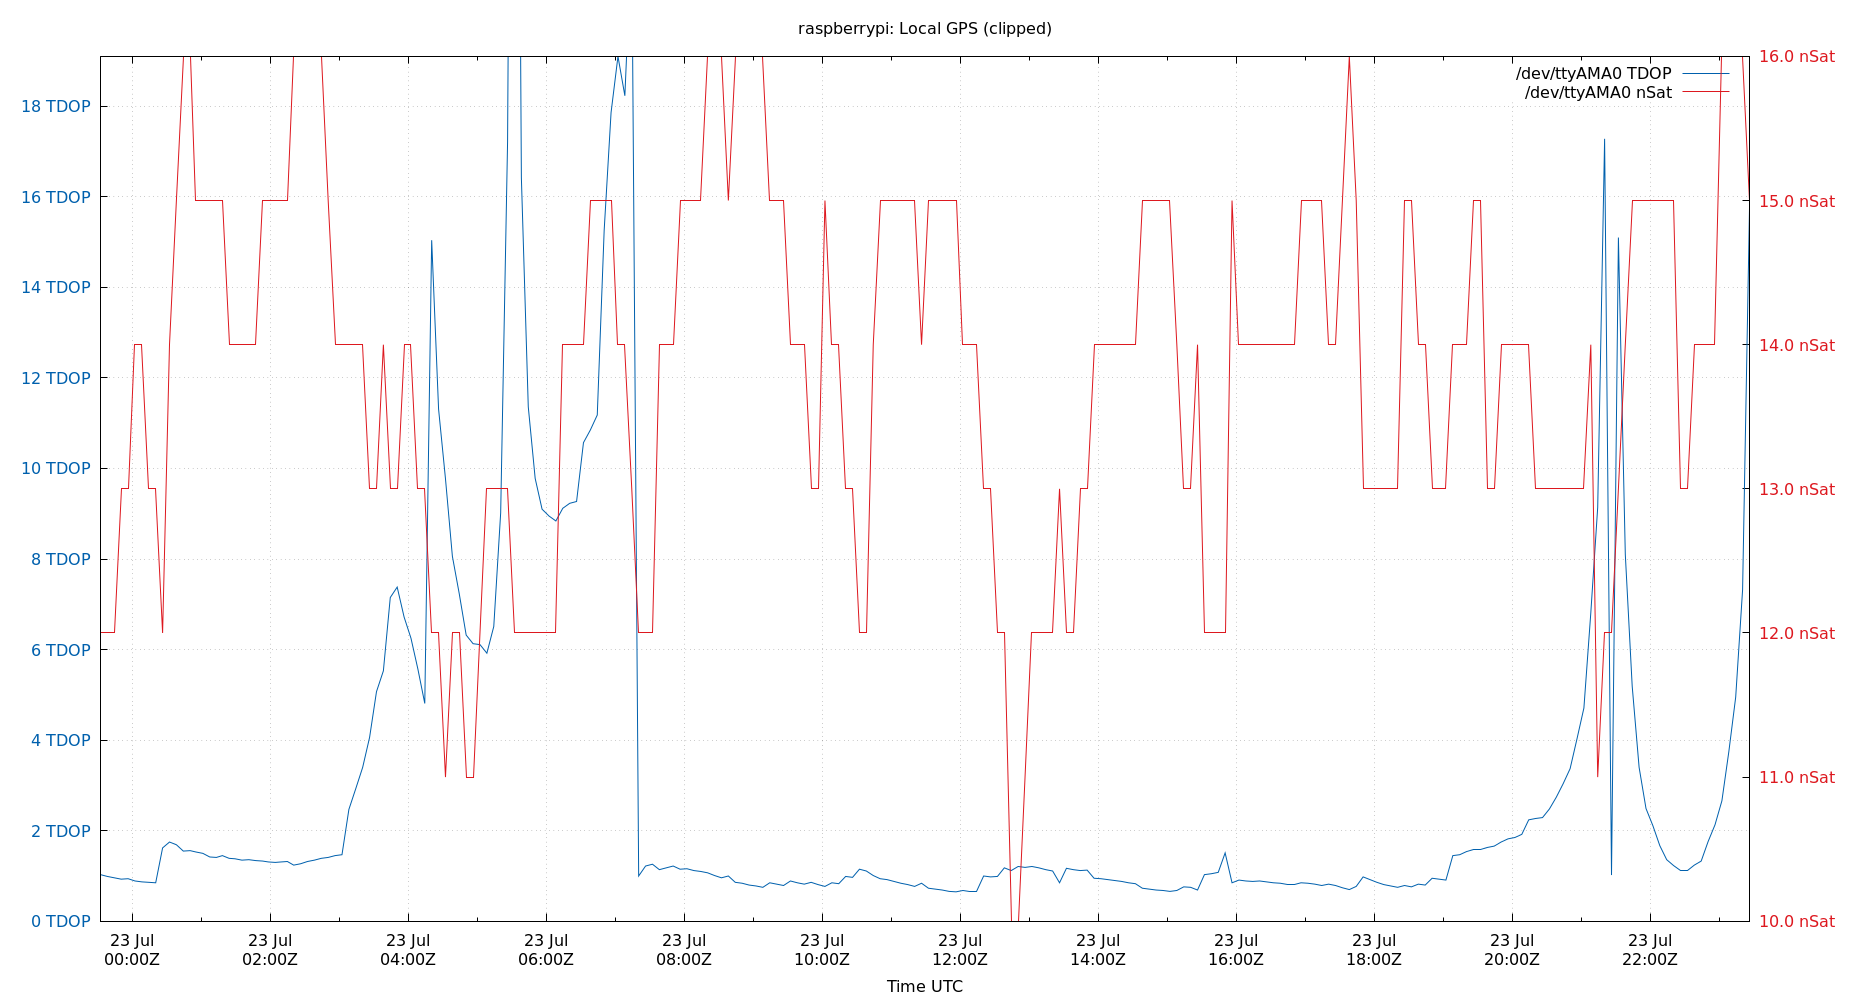 raspberrypi: Local GPS (clipped)
/dev/ttyAMA0 TDOP
/dev/ttyAMA0 nSat
18 TDOP
16 TDOP
14 TDOP
12 TDOP
10 TDOP
8 TDOP
6 TDOP
4 TDOP
2 TDOP
0 TDOP
16.0 nSat
15.0 nSat
14.0 nSat
13.0 nSat
12.0 nSat
11.0 nSat
10.0 nSat
23 Jul 23 Jul 23 Jul 23 Jul 23 Jul 23 Jul 23 Jul 23 Jul 23 Jul 23 Jul 23 Jul 23 Jul
00:00Z 02:00Z 04:00Z 06:00Z 08:00Z 10:00Z 12:00Z 14:00Z 16:00Z 18:00Z 20:00Z 22:00Z
Time UTC